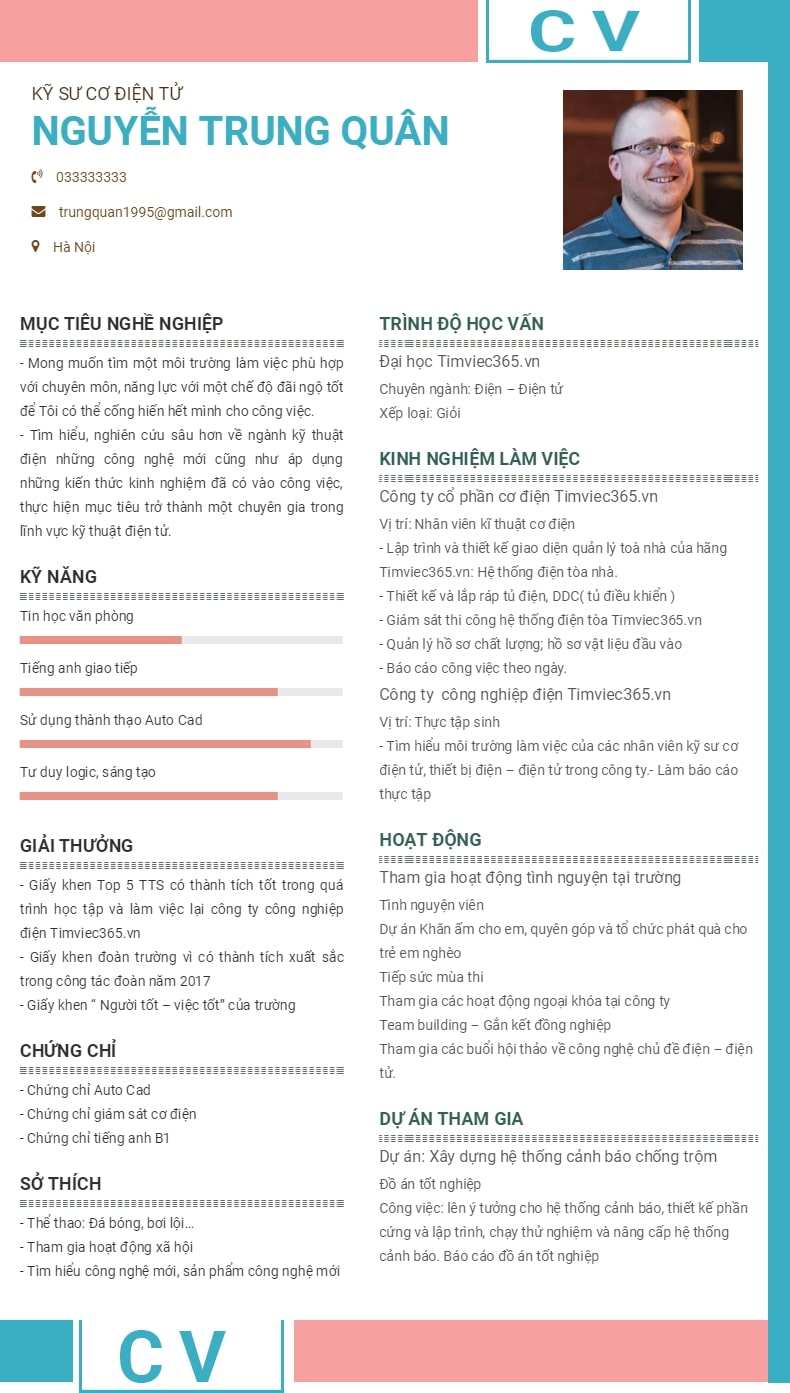 CV
KỸ SƯ CƠ ĐIỆN TỬ
NGUYỄN TRUNG QUÂN
033333333
trungquan1995@gmail.com
Hà Nội
MỤC TIÊU NGHỀ NGHIỆP
- Mong muốn tìm một môi trường làm việc phù hợp
với chuyên môn, năng lực với một chế độ đãi ngộ tốt
để Tôi có thể cống hiến hết mình cho công việc.
- Tìm hiểu, nghiên cứu sâu hơn về ngành kỹ thuật
điện những công nghệ mới cũng như áp dụng
những kiến thức kinh nghiệm đã có vào công việc,
thực hiện mục tiêu trở thành một chuyên gia trong
lĩnh vực kỹ thuật điện tử.
KỸ NĂNG
Tin học văn phòng
Tiếng anh giao tiếp
Sử dụng thành thạo Auto Cad
Tư duy logic, sáng tạo
GIẢI THƯỞNG
- Giấy khen Top 5 TTS có thành tích tốt trong quá
trình học tập và làm việc lại công ty công nghiệp
điện Timviec365.vn
- Giấy khen đoàn trường vì có thành tích xuất sắc
trong công tác đoàn năm 2017
- Giấy khen “ Người tốt – việc tốt” của trường
CHỨNG CHỈ
- Chứng chỉ Auto Cad
- Chứng chỉ giám sát cơ điện
- Chứng chỉ tiếng anh B1
SỞ THÍCH
- Thể thao: Đá bóng, bơi lội...
- Tham gia hoạt động xã hội
- Tìm hiểu công nghệ mới, sản phẩm công nghệ mới
TRÌNH ĐỘ HỌC VẤN
Đại học Timviec365.vn
Chuyên ngành: Điện – Điện tử
Xếp loại: Giỏi
KINH NGHIỆM LÀM VIỆC
Công ty cổ phần cơ điện Timviec365.vn
Vị trí: Nhân viên kĩ thuật cơ điện
- Lập trình và thiết kế giao diện quản lý toà nhà của hãng
Timviec365.vn: Hệ thống điện tòa nhà.
- Thiết kế và lắp ráp tủ điện, DDC( tủ điều khiển )
- Giám sát thi công hệ thống điện tòa Timviec365.vn
- Quản lý hồ sơ chất lượng; hồ sơ vật liệu đầu vào
- Báo cáo công việc theo ngày.
Công ty  công nghiệp điện Timviec365.vn
Vị trí: Thực tập sinh
- Tìm hiểu môi trường làm việc của các nhân viên kỹ sư cơ
điện tử, thiết bị điện – điện tử trong công ty.- Làm báo cáo
thực tập
HOẠT ĐỘNG
Tham gia hoạt động tình nguyện tại trường
Tình nguyện viên
Dự án Khăn ấm cho em, quyên góp và tổ chức phát quà cho
trẻ em nghèo
Tiếp sức mùa thi
Tham gia các hoạt động ngoại khóa tại công ty
Team building – Gắn kết đồng nghiệp
Tham gia các buổi hội thảo về công nghệ chủ đề điện – điện
tử.
DỰ ÁN THAM GIA
Dự án: Xây dựng hệ thống cảnh báo chống trộm
Đồ án tốt nghiệp
Công việc: lên ý tưởng cho hệ thống cảnh báo, thiết kế phần
cứng và lập trình, chạy thử nghiệm và nâng cấp hệ thống
cảnh báo. Báo cáo đồ án tốt nghiệp
CV